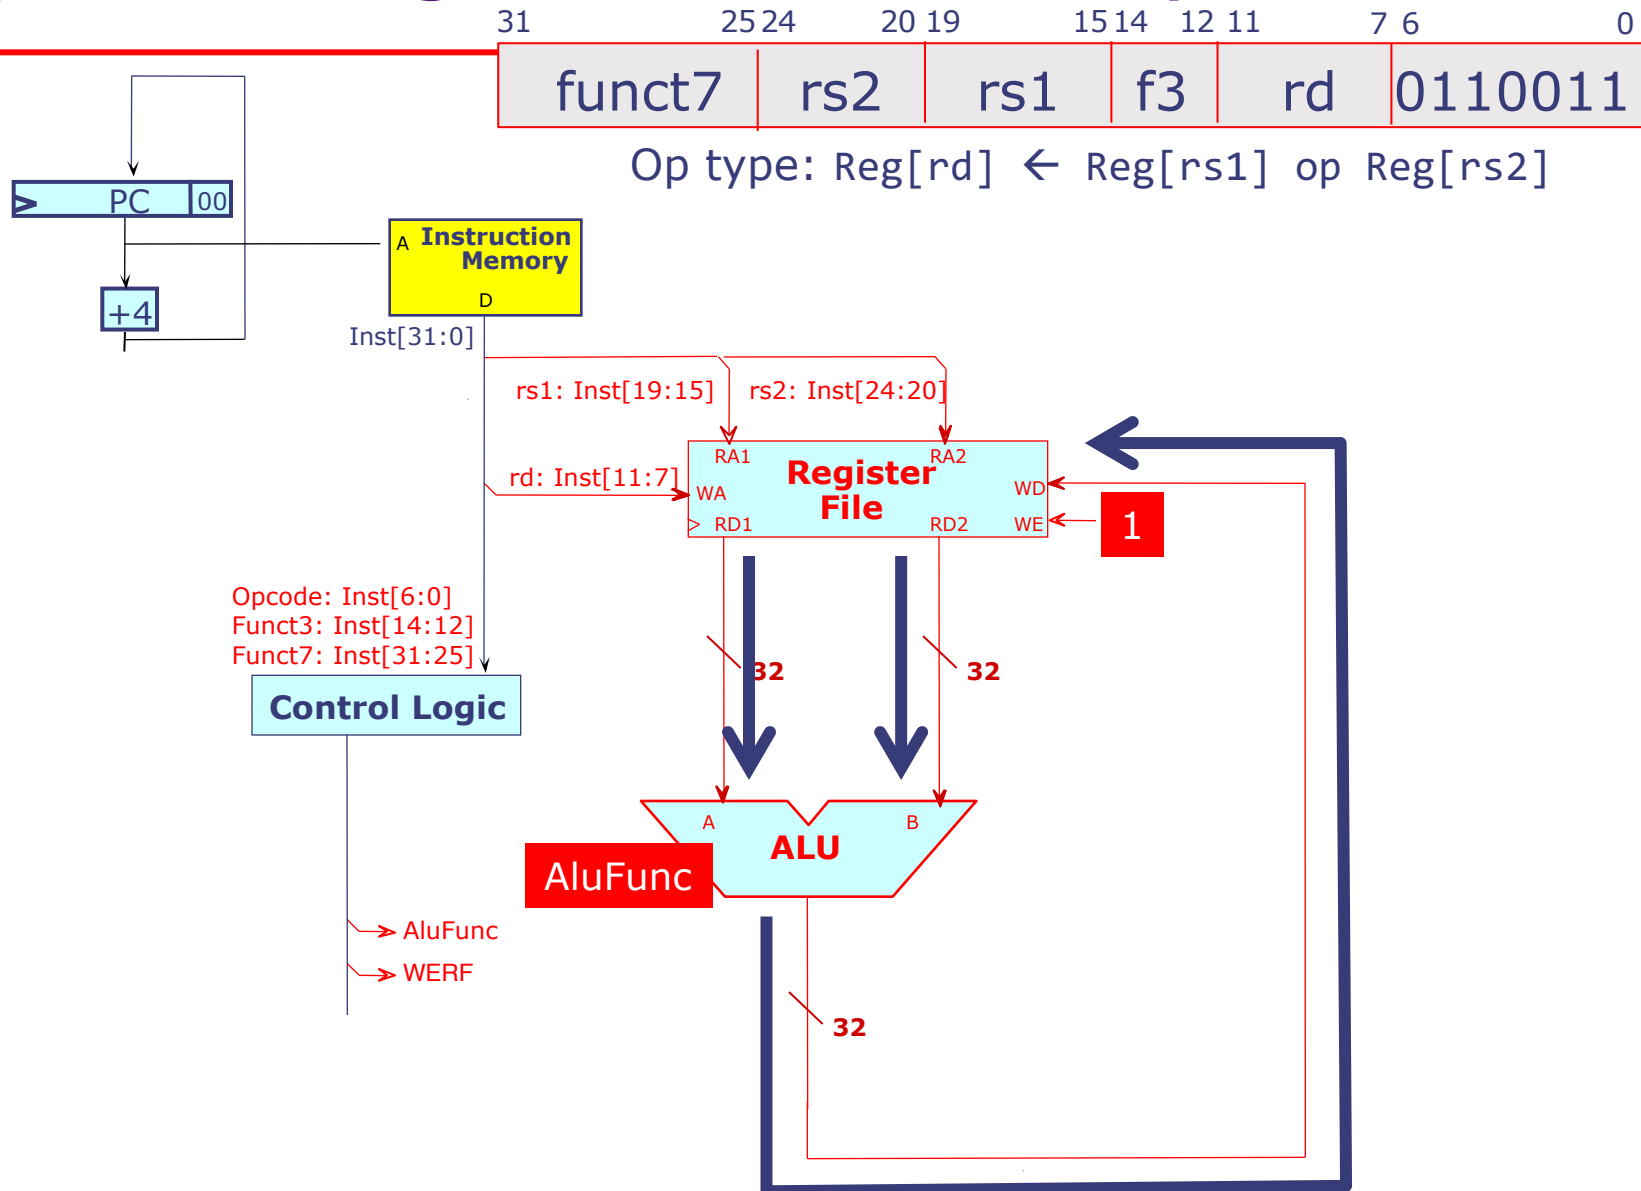 31 25 24 20 19 15 14 12 11 7 6 0
funct7 rs2 rs1 f3 rd 0110011
Op type: Reg[rd] ← Reg[rs1] op Reg[rs2]
> PC 00
+4
A Instruction
Memory
D
Inst[31:0]
rs1: Inst[19:15] rs2: Inst[24:20]
RA1 RA2
rd: Inst[11:7] WA Register WD
File
> RD1 RD2 WE 1
Opcode: Inst[6:0]
Funct3: Inst[14:12]
Funct7: Inst[31:25]
32 32
Control Logic
A B
ALU
AluFunc
AluFunc
WERF
32